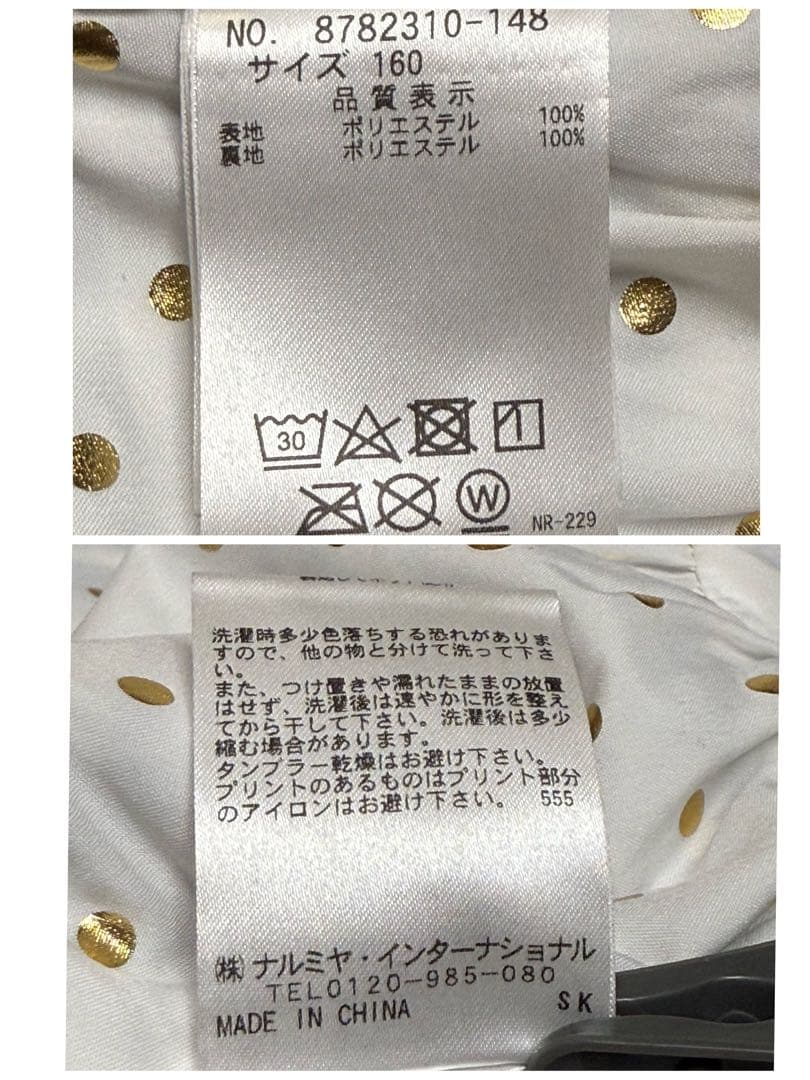 NO. 8782310-148
サイズ 160
品質表示
表地 ポリエステル 100%
裏地 ポリエステル 100%
30
W
NR-229
洗濯時多少色落ちする恐れがありま
すので、他の物と分けて洗って下さ
い。
また、つけ置きや濡れたままの放置
はせず、洗濯後は速やかに形を整え
てから干して下さい。洗濯後は多少
縮む場合があります。
タンブラー乾燥はお避け下さい。
プリントのあるものはプリント部分
のアイロンはお避け下さい。 555
㈱ナルミヤ・インターナショナル
TEL0120-985-080
MADE IN CHINA SK